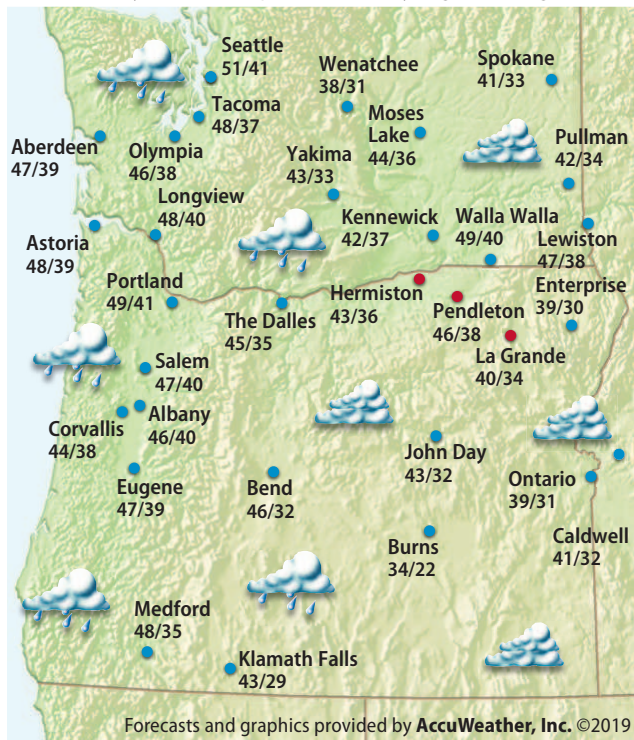 Seattle
51/41
Spokane
41/33
Wenatchee
38/31
Tacoma
48/37
Moses
Lake
44/36
Aberdeen
47/39
Olympia
46/38
Pullman
42/34
Yakima
43/33
Longview
48/40
Kennewick
42/37
Walla Walla
49/40
Lewiston
47/38
Astoria
48/39
Portland
49/41
The Dalles
45/35
Hermiston
43/36
Pendleton
46/38
Enterprise
39/30
La Grande
40/34
Salem
47/40
Albany
46/40
Corvallis
44/38
John Day
43/32
Eugene
47/39
Bend
46/32
Ontario
39/31
Burns
34/22
Caldwell
41/32
Medford
48/35
Klamath Falls
43/29
Forecasts and graphics provided by AccuWeather, Inc. ©2019